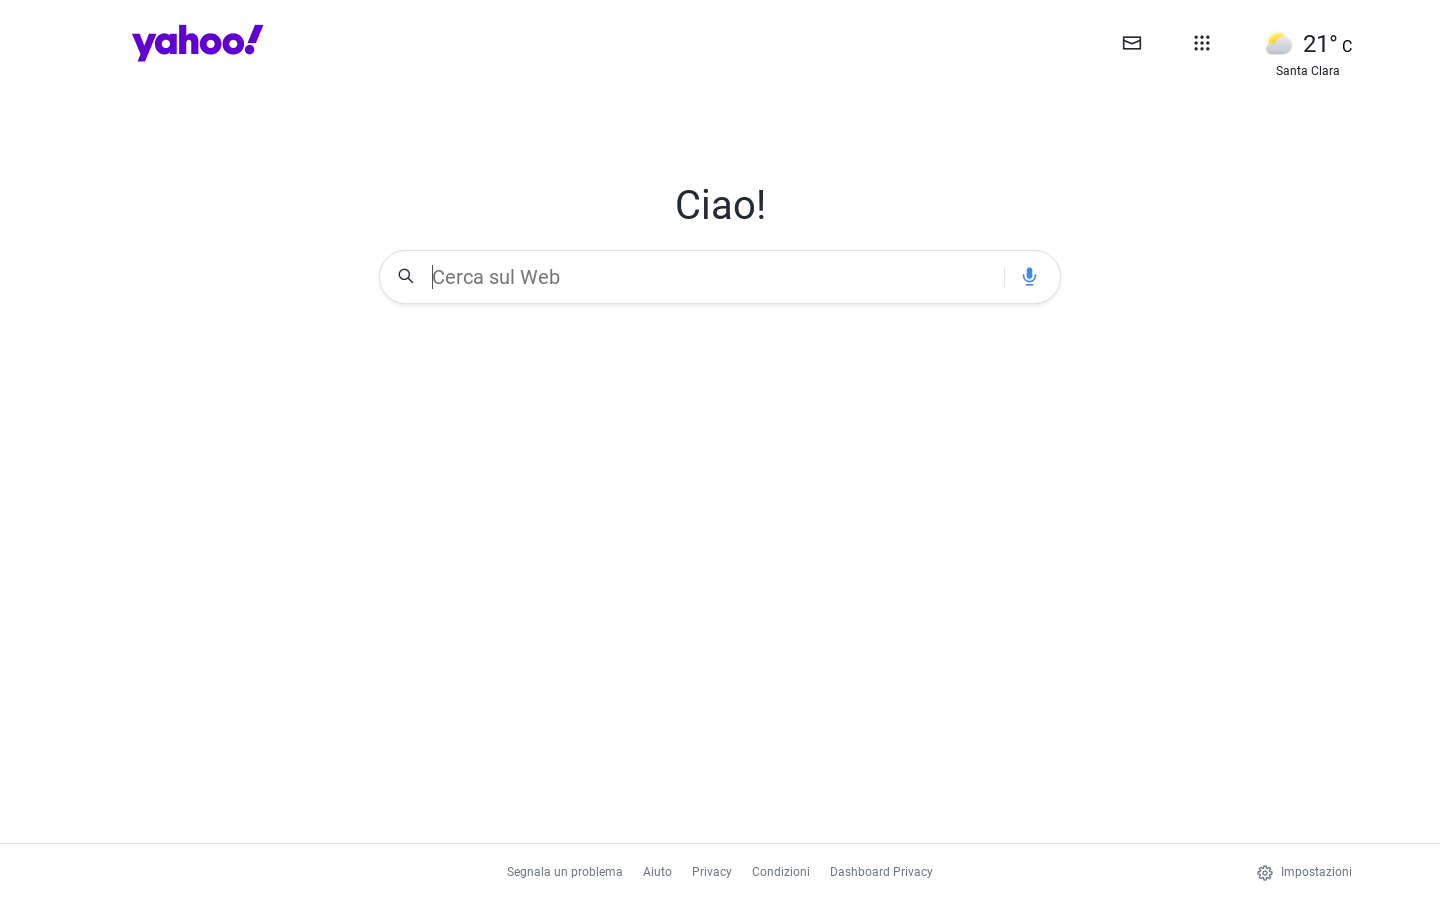 yahoo!
21° C
Santa Clara
Ciao!
Cerca sul Web
Segnala un problema Aiuto Privacy Condizioni Dashboard Privacy Impostazioni